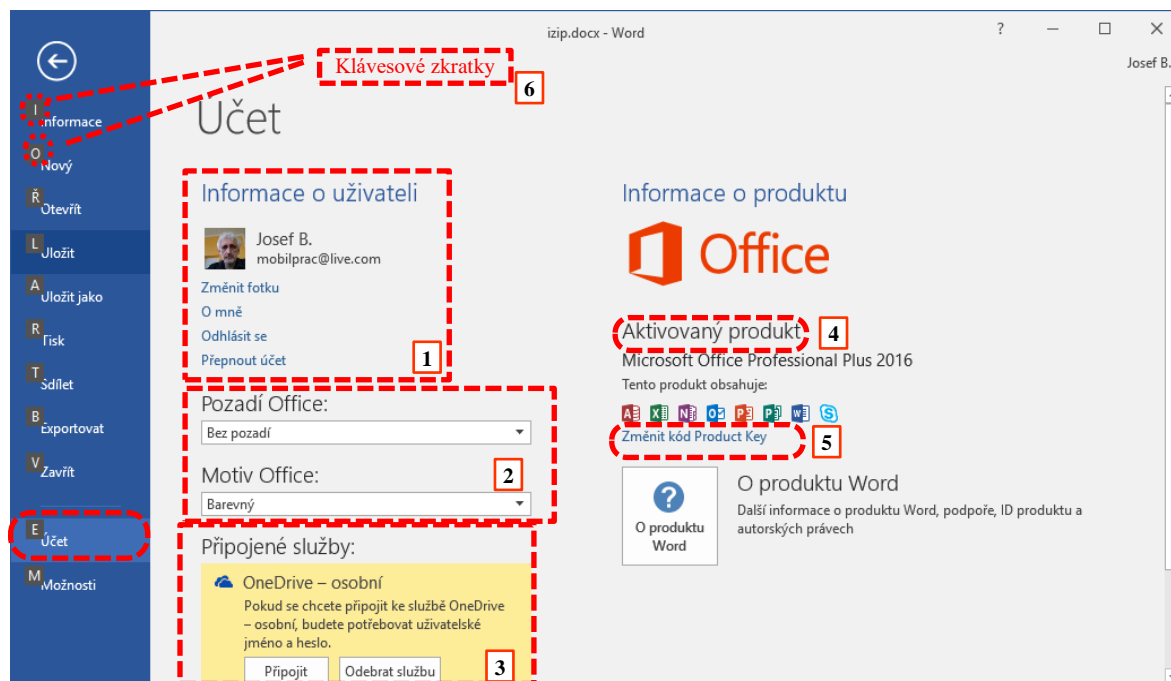 izip.docx - Word
?
Josef B.
Klávesové zkratky
6
I
Informace
O
Nový
Ř
Otevřít
L
Uložit
A
Uložit jako
R
Tisk
T
Sdílet
B
Exportovat
V
Zavřít
E
Účet
M
Možnosti
Účet
Informace o uživateli
Josef B.
mobilprac@live.com
Změnit fotku
O mně
Odhlásit se
Přepnout účet
1
Pozadí Office:
Bez pozadí
Motiv Office:
2
Barevný
Připojené služby:
OneDrive – osobní
Pokud se chcete připojit ke službě OneDrive
– osobní, budete potřebovat uživatelské
jméno a heslo.
Připojit
Odebrat službu
3
Informace o produktu
Office
Aktivovaný produkt
4
Microsoft Office Professional Plus 2016
Tento produkt obsahuje:
Změnit kód Product Key
5
O produktu
Word
O produktu Word
Další informace o produktu Word, podpoře, ID produktu a
autorských právech